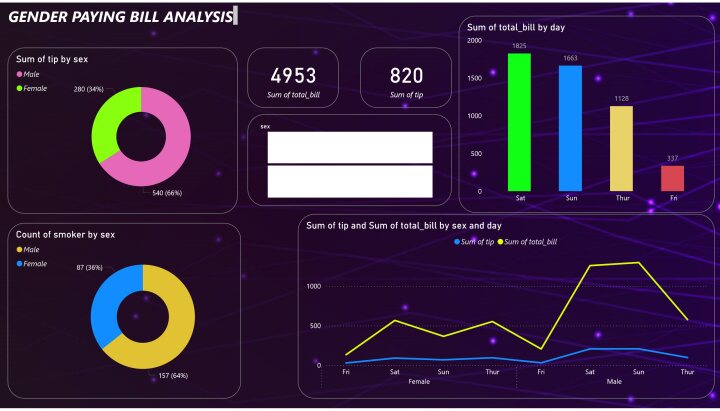 GENDER PAYING BILL ANALYSIS
Sum of tip by sex
Male
Female
280 (34%)
540 (66%)
4953
Sum of total_bill
820
Sum of tip
sex
Sum of total_bill by day
2000
1500
1000
500
0
1825
1663
1128
337
Sat Sun Thur Fri
Count of smoker by sex
Male
Female
87 (36%)
157 (64%)
Sum of tip and Sum of total_bill by sex and day
Sum of tip Sum of total_bill
1000
500
0
Fri Sat Sun Thur Fri Sat Sun Thur
Female Male